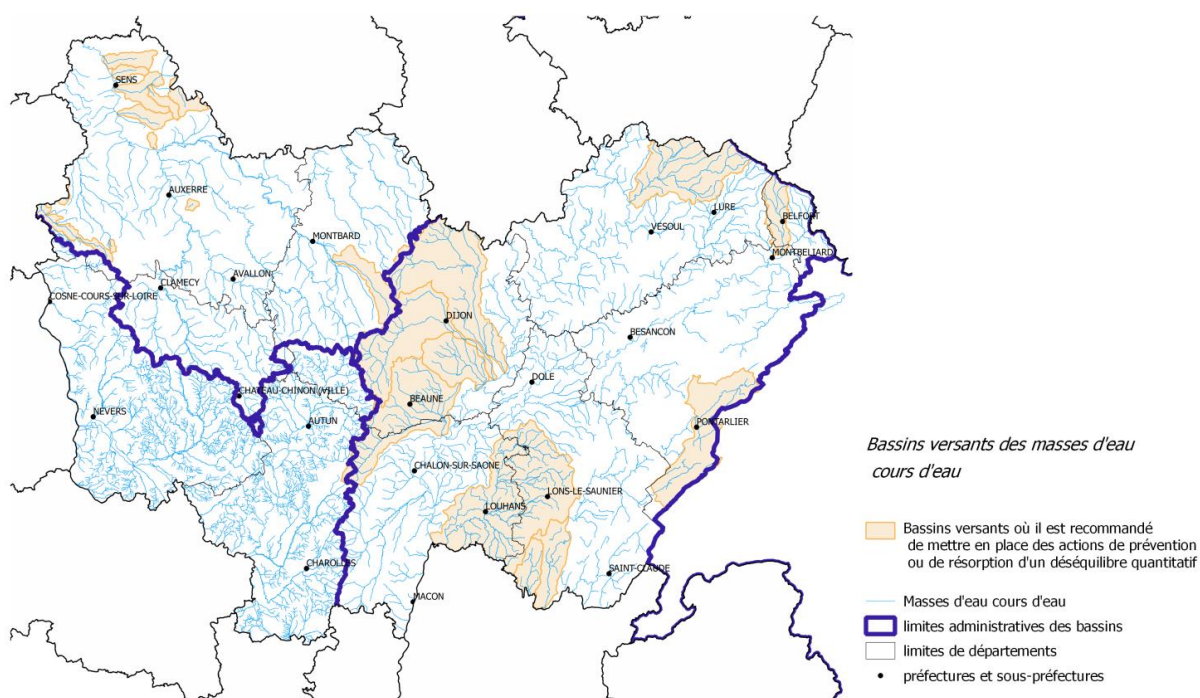 SENS
AUXERRE
MONTBARD
LURE
VESOUL
BELFORT
MONTBELIARD
AVALLON
CLAMECY
COSNE-COURS-SUR-LOIRE
DIJON
BESANCON
DOLE
CHATEAU-CHINON (VILLE)
BEAUNE
NEVERS
AUTUN
PONTARLIER
CHALON-SUR-SAONE
LONS-LE-SAUNIER
LOUHANS
CHAROLLES
SAINT-CLAUDE
MACON
Bassins versants des masses d'eau
cours d'eau
Bassins versants où il est recommandé
de mettre en place des actions de prévention
ou de résorption d'un déséquilibre quantitatif
Masses d'eau cours d'eau
limites administratives des bassins
limites de départements
préfectures et sous-préfectures